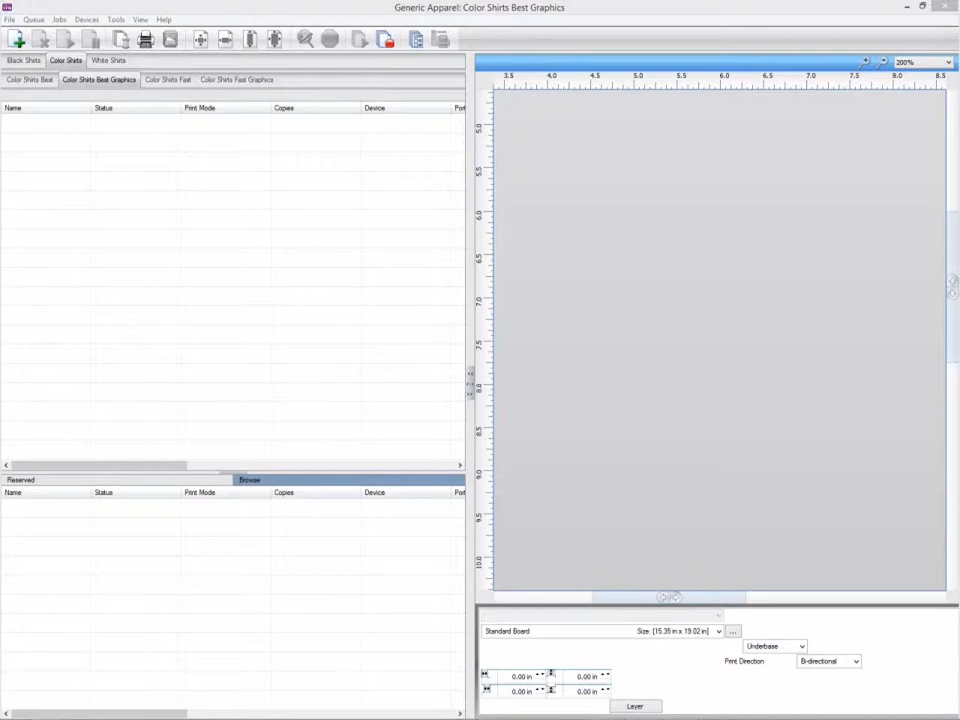 Generic Apparel: Color Shirts Best Graphics
File Queue Jobs Devices Tools View Help
Black Shirts Color Shirts White Shirts
Color Shirts Best Color Shirts Best Graphics Color Shirts Fast Color Shirts Fast Graphics
200%
3.5 4.0 4.5 5.0 5.5 6.0 6.5 7.0 7.5 8.0 8.5
Name Status Print Mode Copies Device Port
5.0
5.5
6.0
6.5
7.0
7.5
8.0
8.5
9.0
9.5
10.0
Reserved Browse
Name Status Print Mode Copies Device Port
Standard Board Size: [15.35 in x 19.02 in] ...
Underbase
Print Direction Bi-directional
0.00 in 0.00 in
0.00 in 0.00 in
Layer